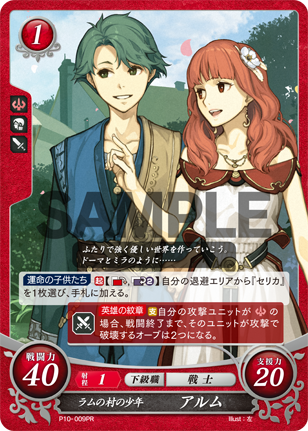 1
SAMPLE
ふたりで強く優しい世界を作っていこう。
ドーマとミラのように……
運命の子供たち 起 【 、 2】自分の退避エリアから『セリカ』
を1枚選び、手札に加える。
英雄の紋章 支 自分の攻撃ユニットが
の場合、戦闘終了まで、そのユニットが攻撃で
破壊するオーブは2つになる。
戦闘力
40
射程 1 下級職 戦士
支援力
20
ラムの村の少年 アルム
P10-009PR
Illust:左